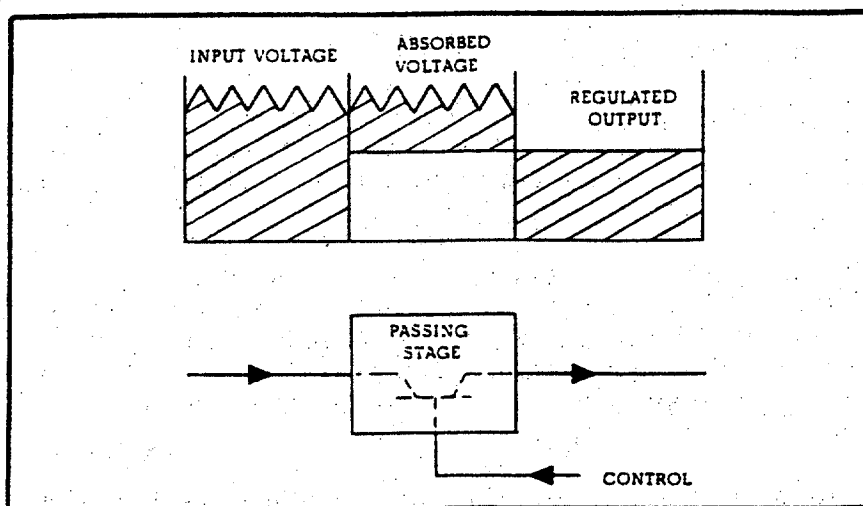 INPUT VOLTAGE
ABSORBED
VOLTAGE
REGULATED
OUTPUT
PASSING
STAGE
CONTROL